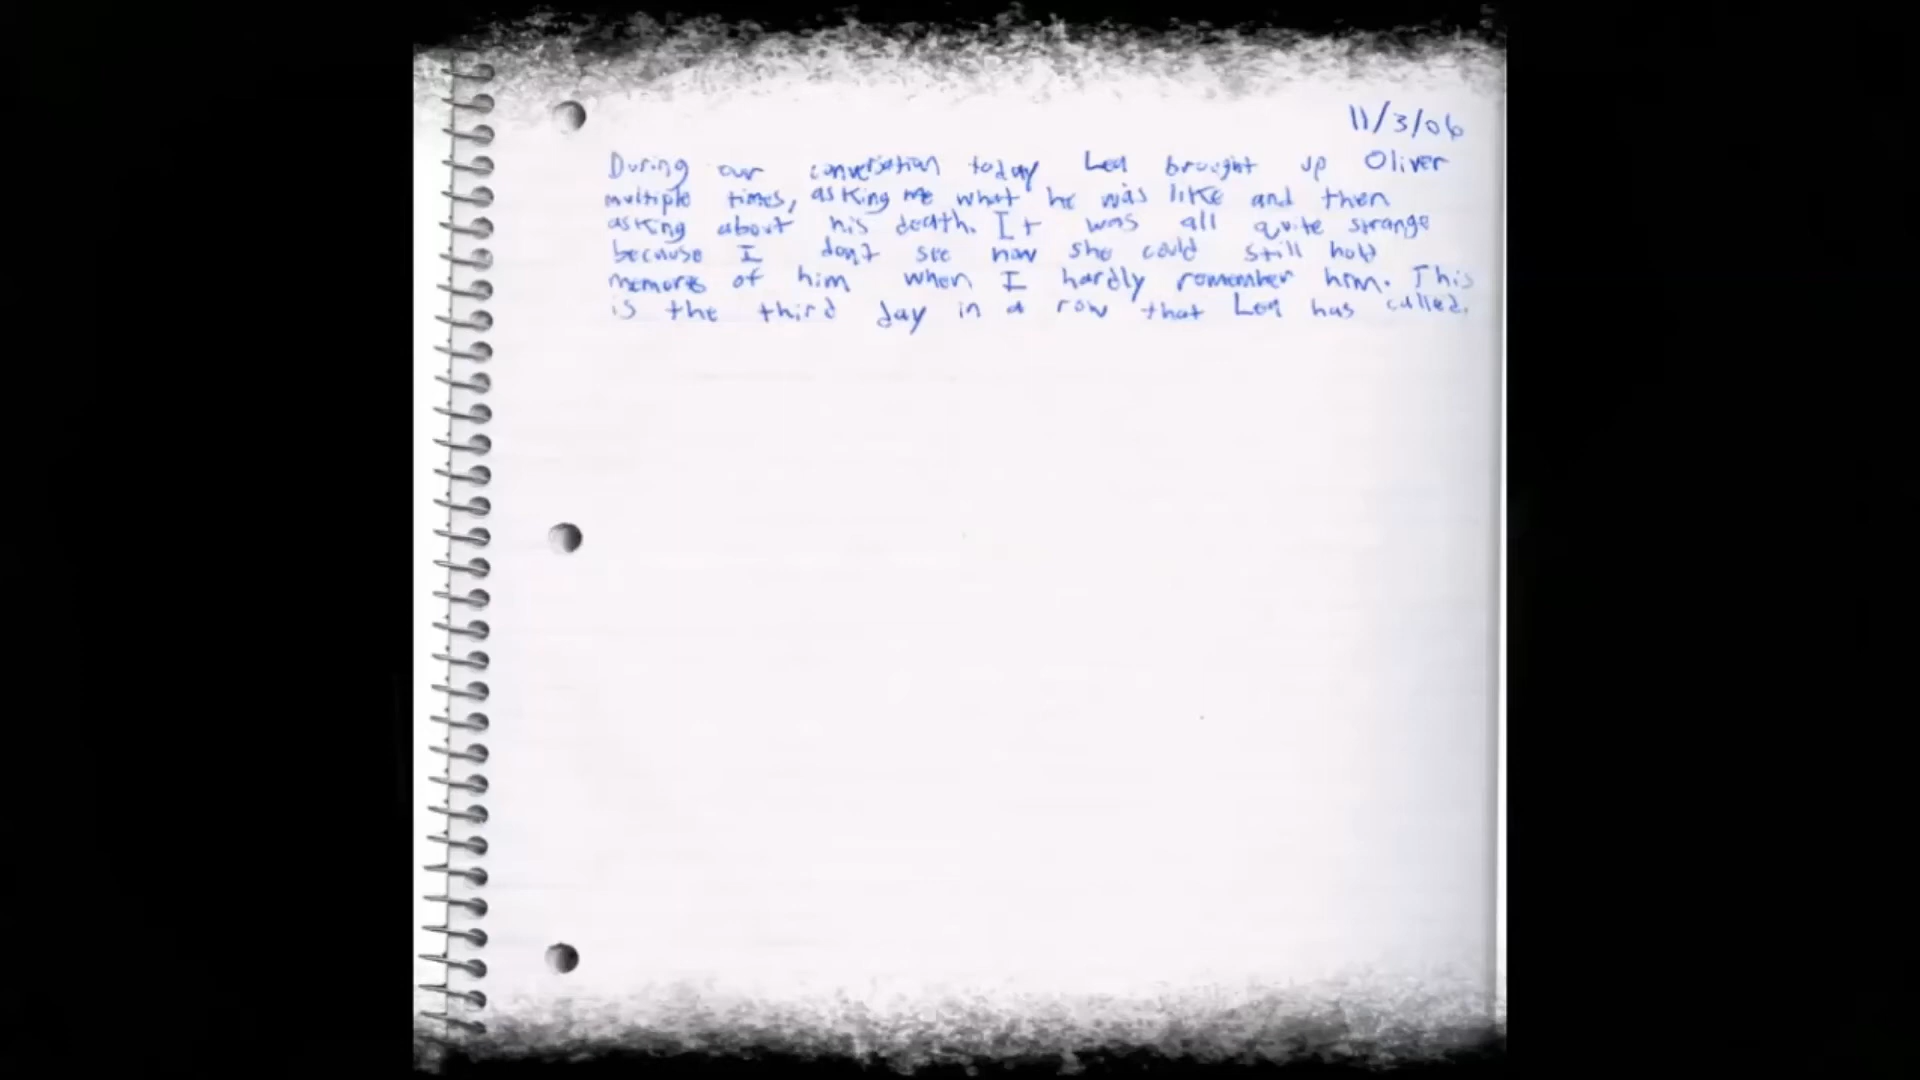 11/3/06
During our conversation today Lea brought up Oliver
multiple times, asking me what he was like and then
asking about his death. It was all quite strange
because I don't see how she could still hold
memories of him when I hardly remember him. This
is the third day in a row that Lea has called.